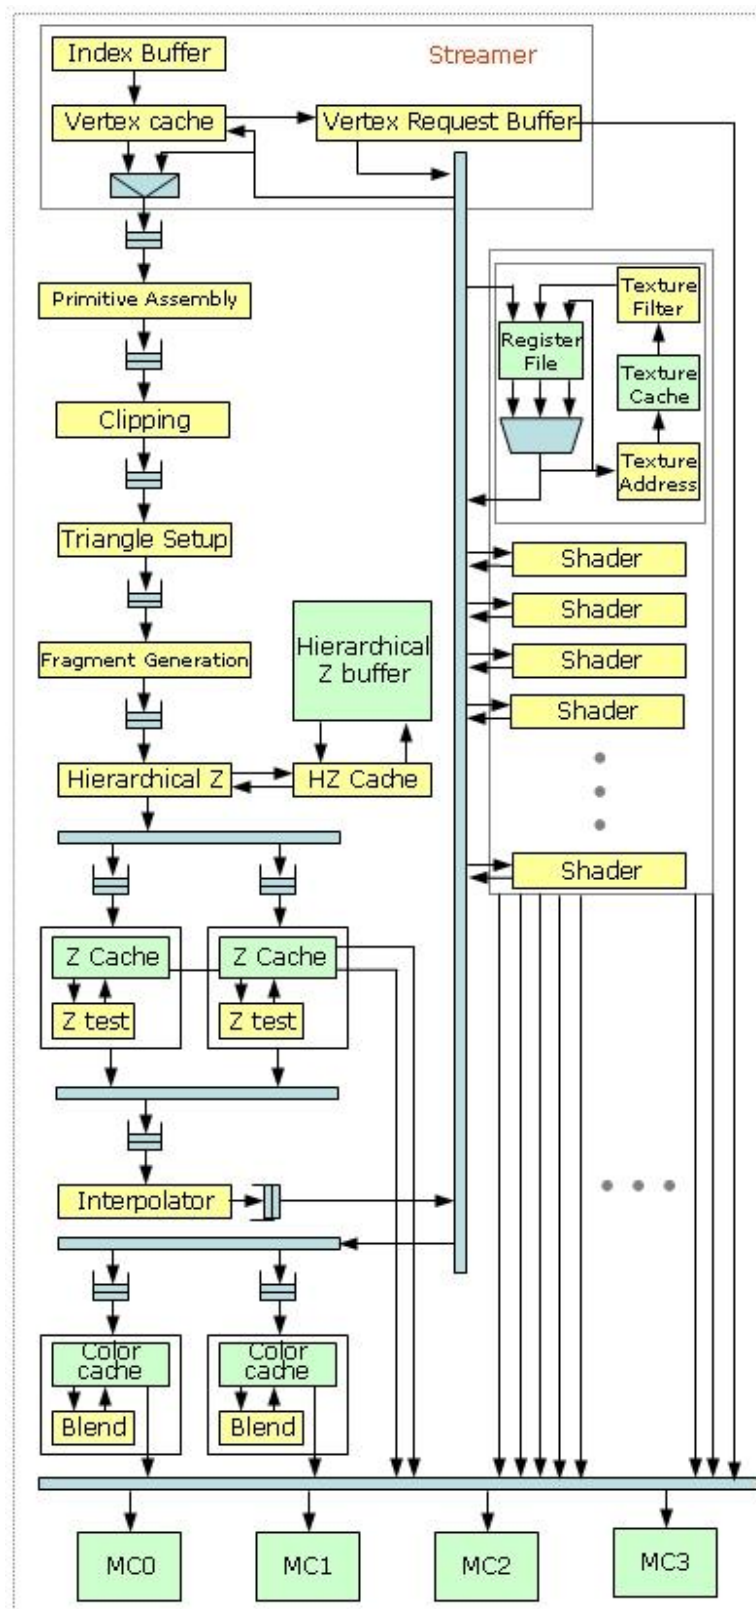 Index Buffer
Streamer
Vertex cache
Vertex Request Buffer
Primitive Assembly
Texture
Filter
Register
File
Texture
Cache
Clipping
Texture
Address
Triangle Setup
Shader
Shader
Fragment Generation
Hierarchical
Z buffer
Shader
Shader
Hierarchical Z
HZ Cache
Shader
Z Cache
Z Cache
Z test
Z test
Interpolator
Color
cache
Color
cache
Blend
Blend
MC0
MC1
MC2
MC3